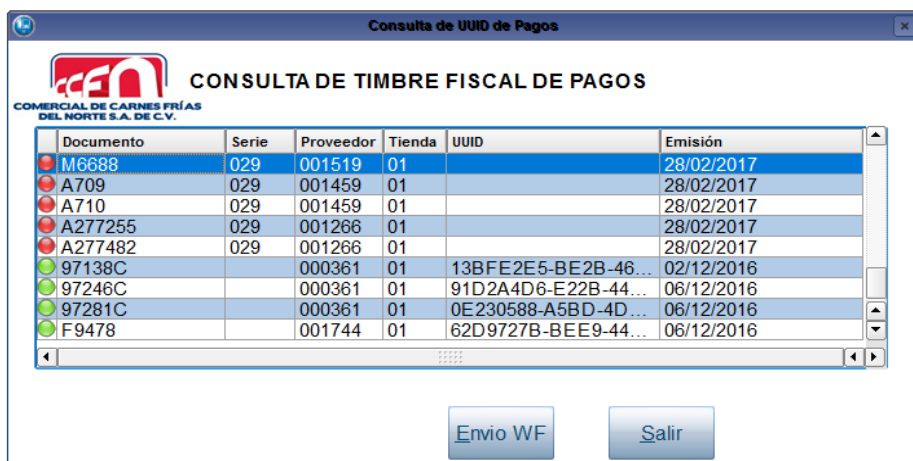 Consulta de UUID de Pagos
CCFN
CONSULTA DE TIMBRE FISCAL DE PAGOS
COMERCIAL DE CARNES FRÍAS
DEL NORTE S.A. DE C.V.
Documento Serie Proveedor Tienda UUID Emisión
M6688 029 001519 01 28/02/2017
A709 029 001459 01 28/02/2017
A710 029 001459 01 28/02/2017
A277255 029 001266 01 28/02/2017
A277482 029 001266 01 28/02/2017
97138C 000361 01 13BFE2E5-BE2B-46... 02/12/2016
97246C 000361 01 91D2A4D6-E22B-44... 06/12/2016
97281C 000361 01 0E230588-A5BD-4D... 06/12/2016
F9478 001744 01 62D9727B-BEE9-44... 06/12/2016
Envio WF Salir